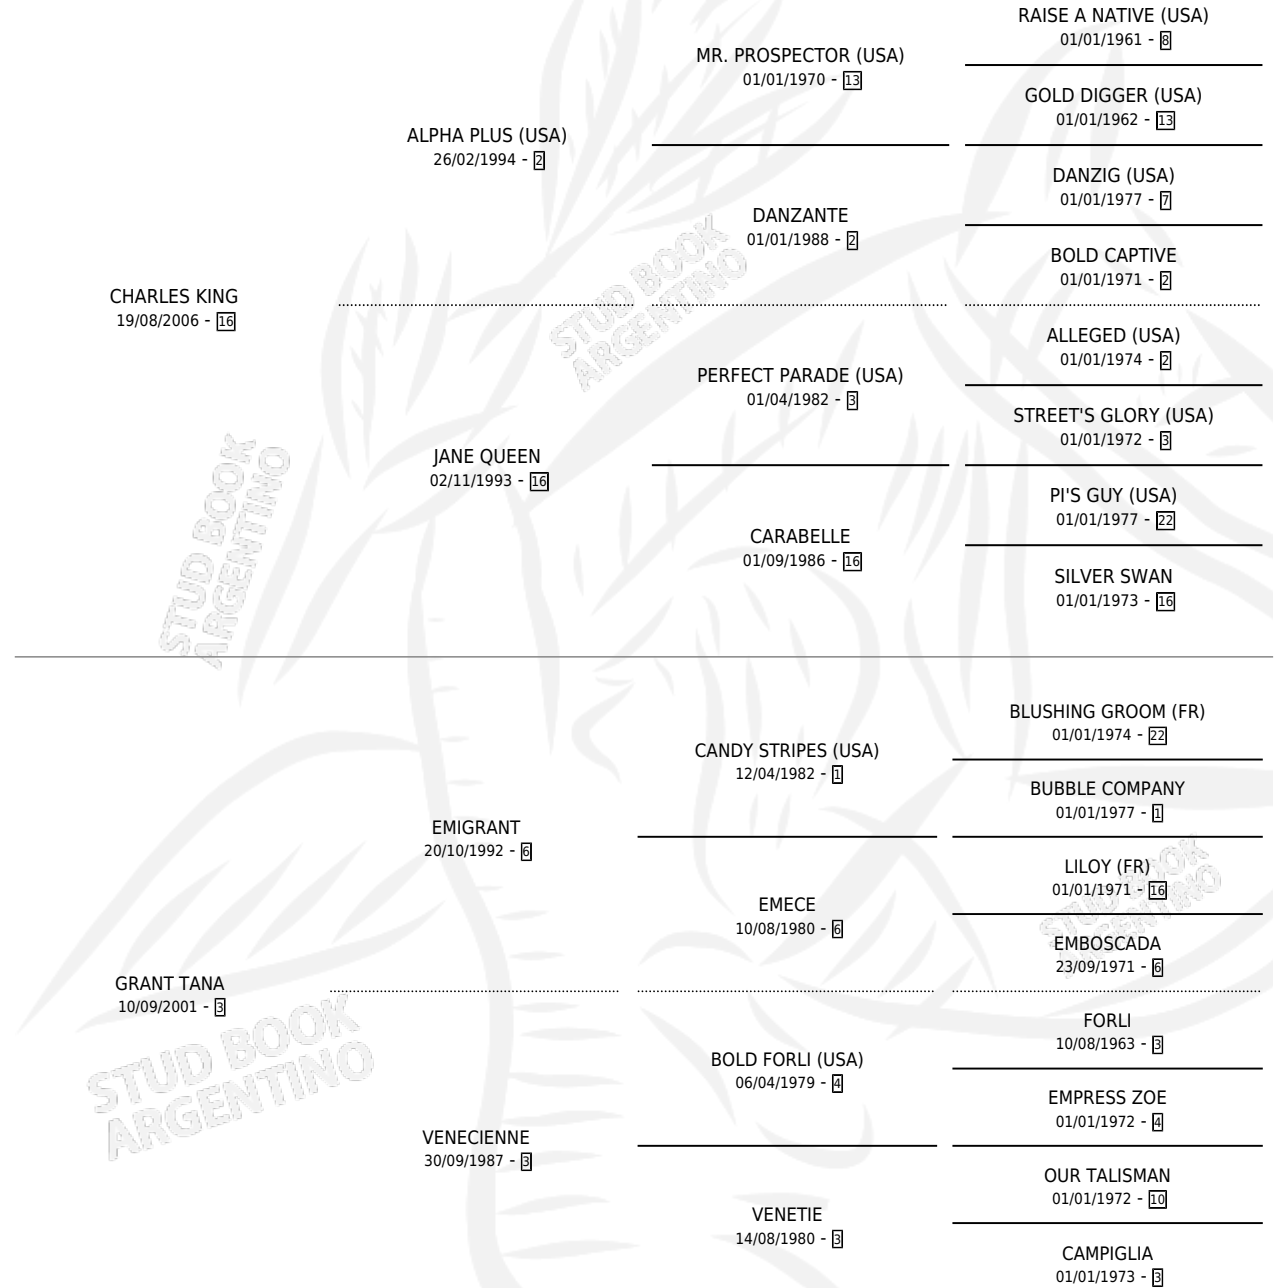 RAISE A NATIVE (USA)
01/01/1961 - 8
MR. PROSPECTOR (USA)
01/01/1970 - 13
GOLD DIGGER (USA)
01/01/1962 - 13
ALPHA PLUS (USA)
26/02/1994 - 2
DANZIG (USA)
01/01/1977 - 7
DANZANTE
01/01/1988 - 2
BOLD CAPTIVE
01/01/1971 - 2
CHARLES KING
19/08/2006 - 16
ALLEGED (USA)
01/01/1974 - 2
PERFECT PARADE (USA)
01/04/1982 - 3
STREET'S GLORY (USA)
01/01/1972 - 3
JANE QUEEN
02/11/1993 - 16
PI'S GUY (USA)
01/01/1977 - 22
CARABELLE
01/09/1986 - 16
SILVER SWAN
01/01/1973 - 16
BLUSHING GROOM (FR)
01/01/1974 - 22
CANDY STRIPES (USA)
12/04/1982 - 1
BUBBLE COMPANY
01/01/1977 - 1
EMIGRANT
20/10/1992 - 6
LILOY (FR)
01/01/1971 - 16
EMECE
10/08/1980 - 6
EMBOSCADA
23/09/1971 - 6
GRANT TANA
10/09/2001 - 3
FORLI
10/08/1963 - 3
BOLD FORLI (USA)
06/04/1979 - 4
EMPRESS ZOE
01/01/1972 - 4
VENECIENNE
30/09/1987 - 3
OUR TALISMAN
01/01/1972 - 10
VENETIE
14/08/1980 - 3
CAMPIGLIA
01/01/1973 - 3
STUD BOOK
ARGENTINO
STUD BOOK
ARGENTINO
STUD BOOK
ARGENTINO
STUD BOOK
ARGENTINO